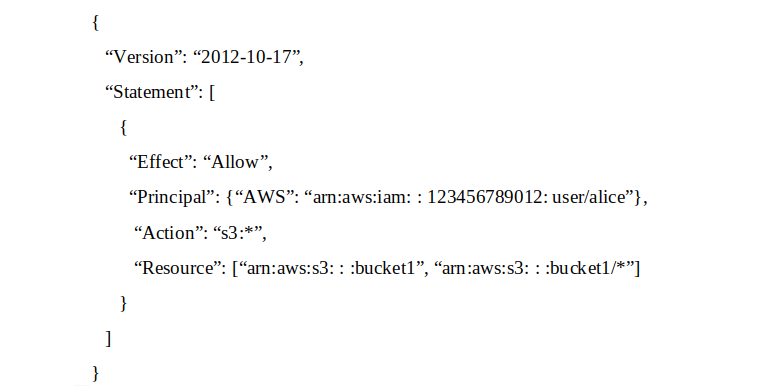 {
“Version”: “2012-10-17”,
“Statement”: [
{
“Effect”: “Allow”,
“Principal”: {“AWS”: “arn:aws:iam: : 123456789012: user/alice”},
“Action”: “s3:*”,
“Resource”: [“arn:aws:s3: : :bucket1”, “arn:aws:s3: : :bucket1/*”]
}
]
}